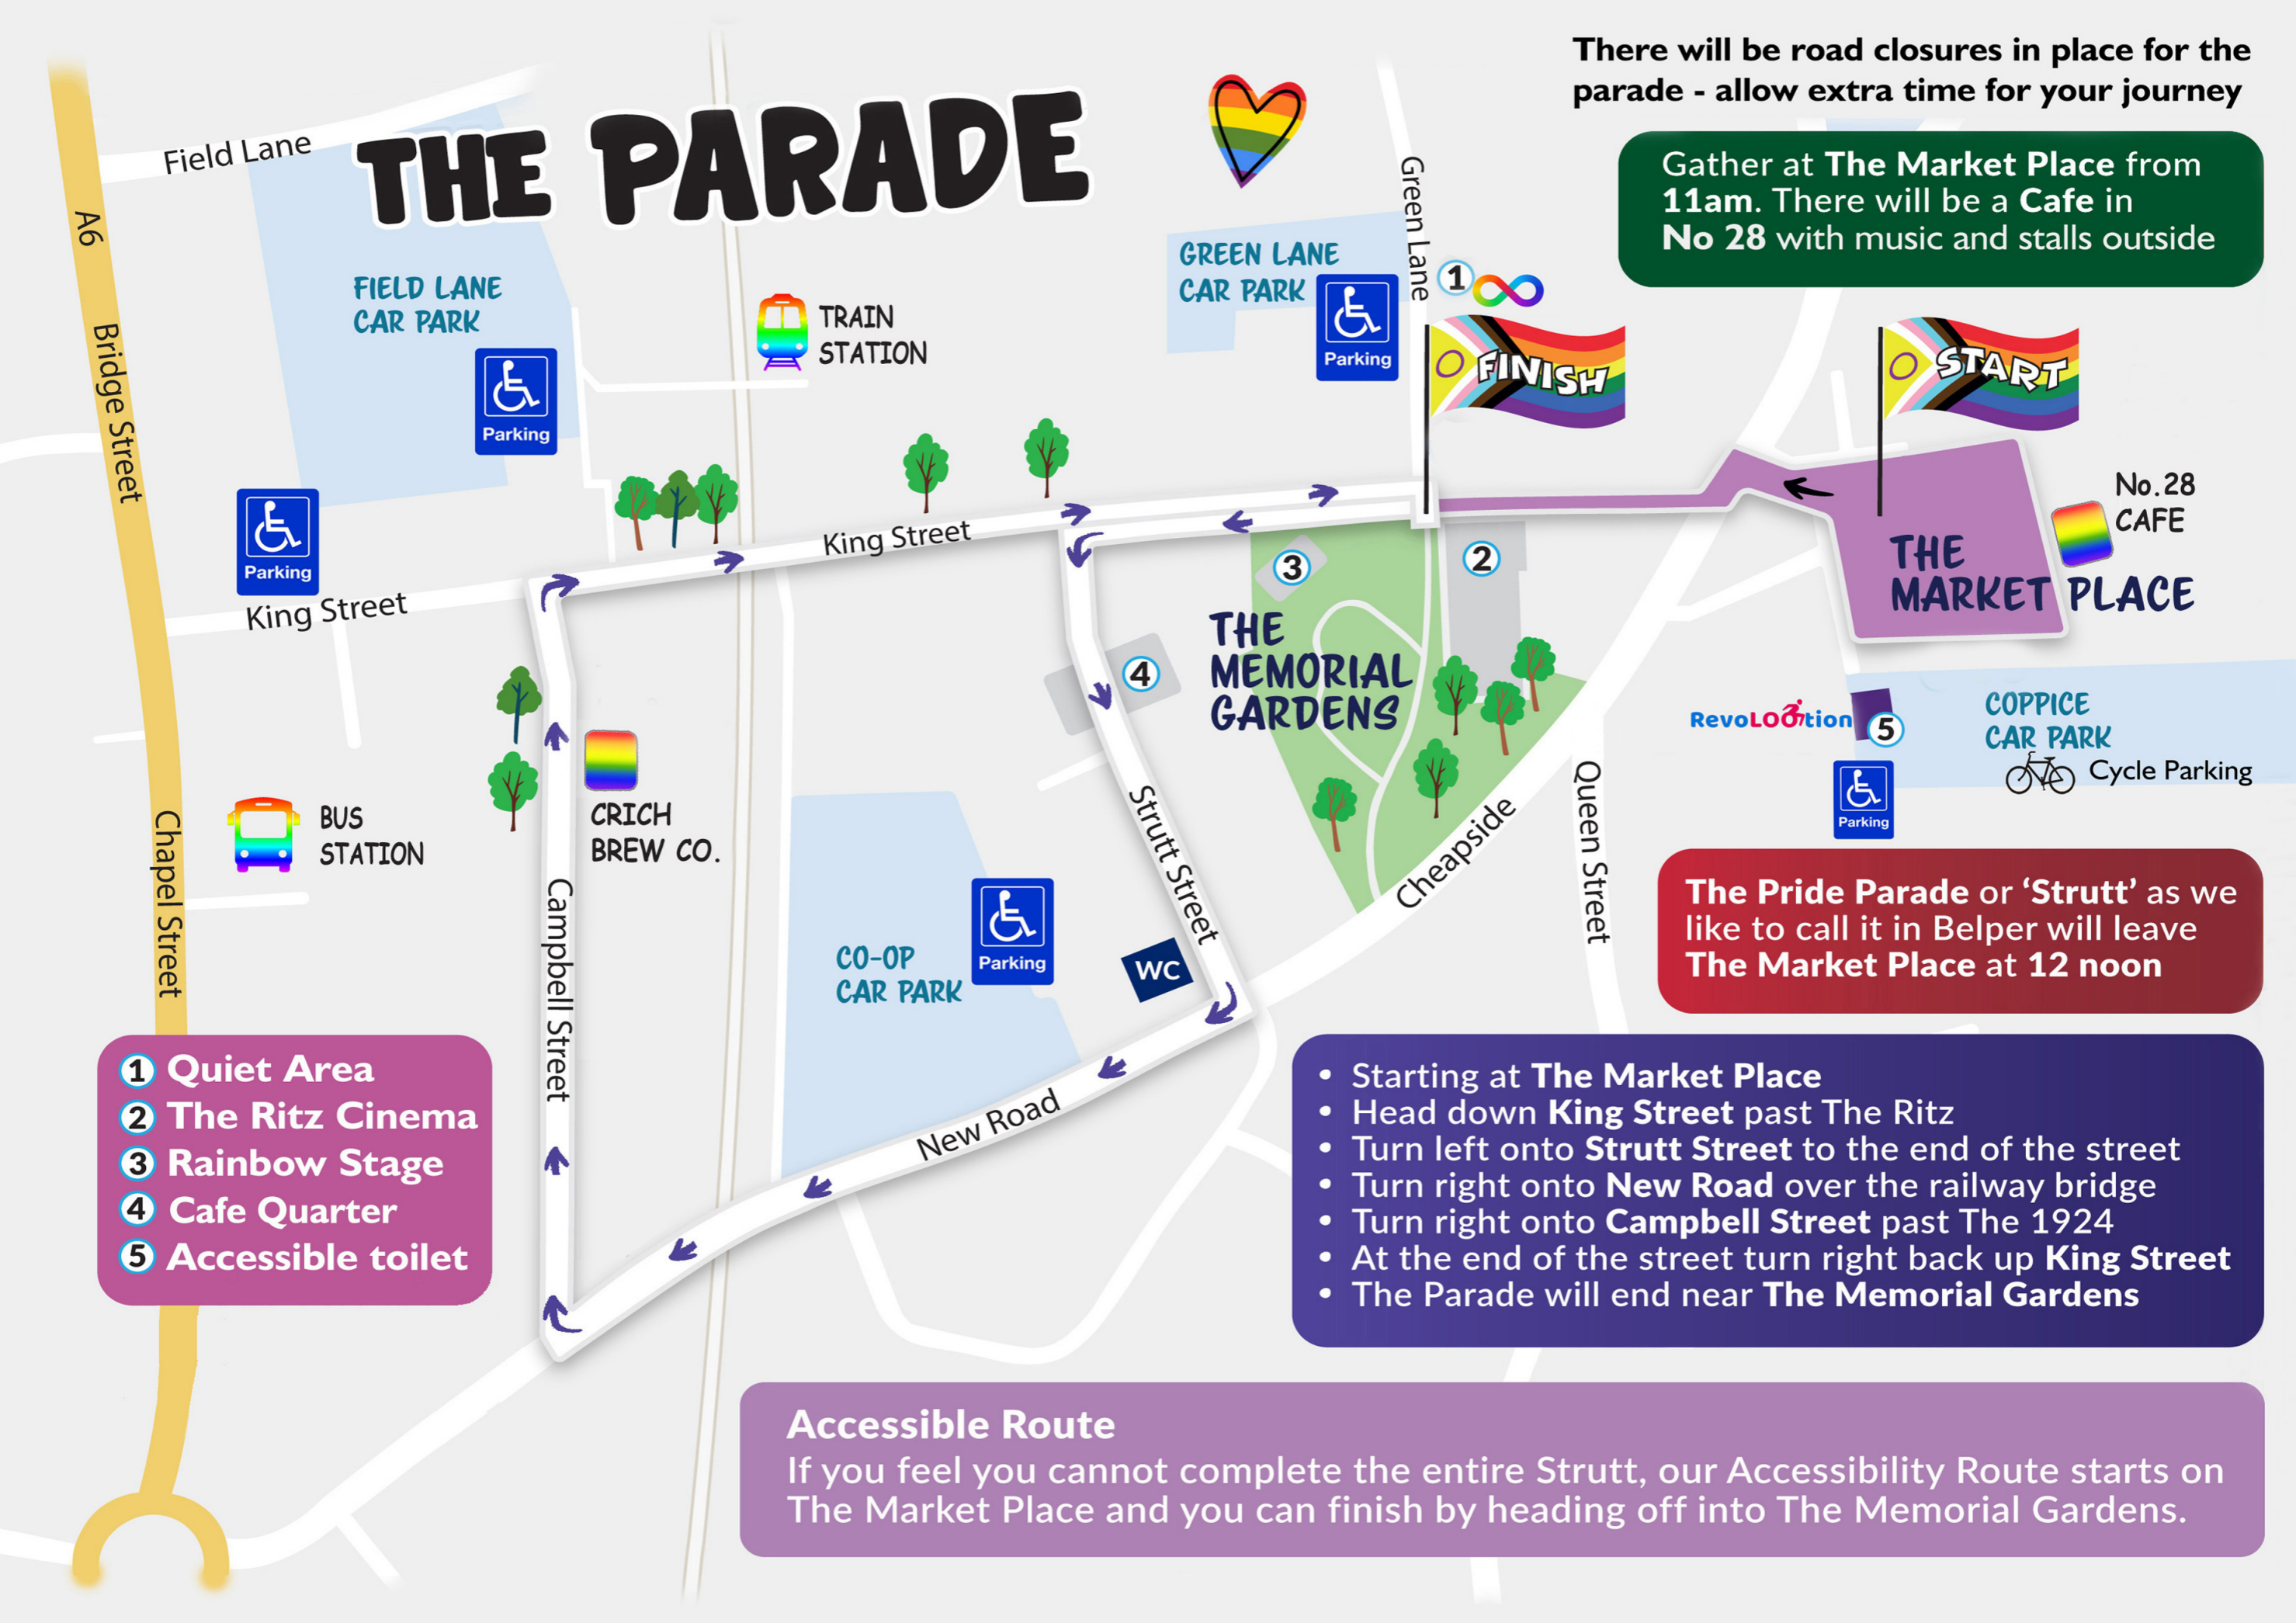 There will be road closures in place for the
parade - allow extra time for your journey
THE PARADE
Gather at The Market Place from
11am. There will be a Cafe in
No 28 with music and stalls outside
Field Lane
A6
Bridge Street
Chapel Street
FIELD LANE
CAR PARK
Parking
TRAIN
STATION
GREEN LANE
CAR PARK
Parking
Green Lane
1
FINISH
START
Parking
King Street
King Street
No.28
CAFE
THE
MARKET PLACE
2
3
THE
MEMORIAL
GARDENS
4
RevoLOOtion
5
COPPICE
CAR PARK
Cycle Parking
Parking
BUS
STATION
CRICH
BREW CO.
Campbell Street
Strutt Street
Cheapside
Queen Street
CO-OP
CAR PARK
Parking
WC
New Road
The Pride Parade or ‘Strutt’ as we
like to call it in Belper will leave
The Market Place at 12 noon
1 Quiet Area
2 The Ritz Cinema
3 Rainbow Stage
4 Cafe Quarter
5 Accessible toilet
• Starting at The Market Place
• Head down King Street past The Ritz
• Turn left onto Strutt Street to the end of the street
• Turn right onto New Road over the railway bridge
• Turn right onto Campbell Street past The 1924
• At the end of the street turn right back up King Street
• The Parade will end near The Memorial Gardens
Accessible Route
If you feel you cannot complete the entire Strutt, our Accessibility Route starts on
The Market Place and you can finish by heading off into The Memorial Gardens.